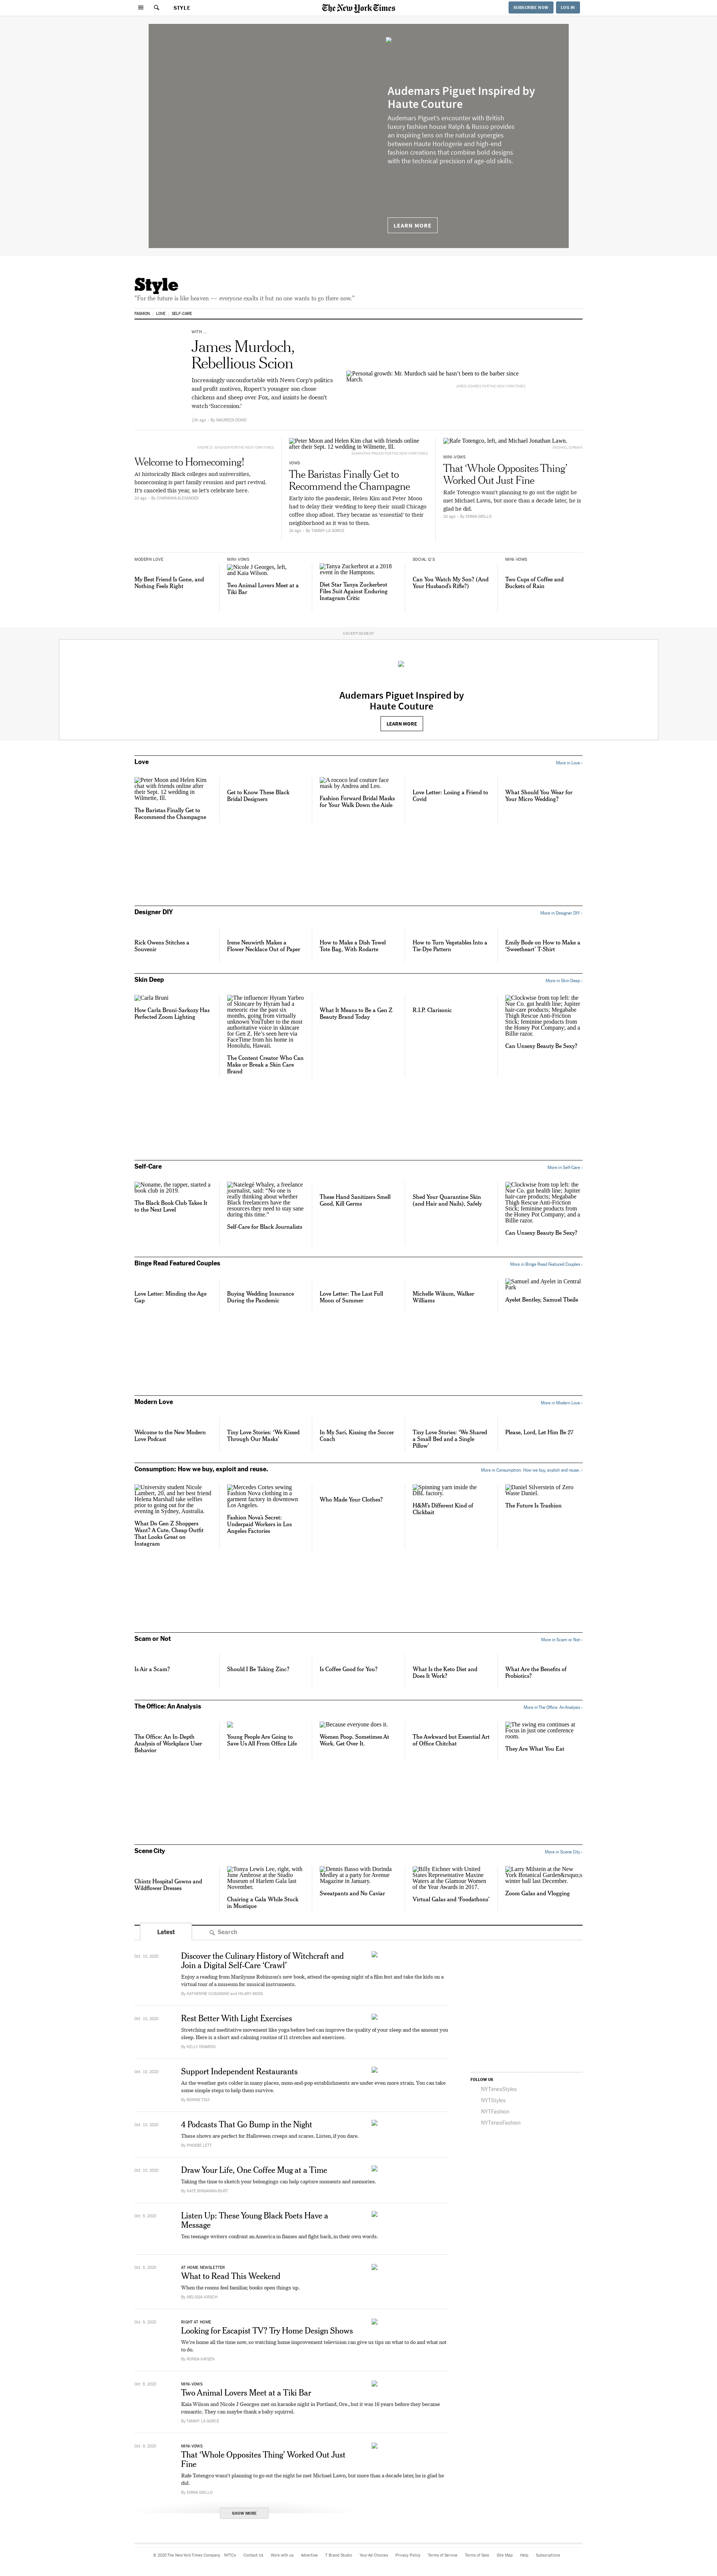 STYLE
The New York Times
SUBSCRIBE NOW
LOG IN
Audemars Piguet Inspired by
Haute Couture
Audemars Piguet's encounter with British
luxury fashion house Ralph & Russo provides
an inspiring lens on the natural synergies
between Haute Horlogerie and high-end
fashion creations that combine bold designs
with the technical precision of age-old skills.
LEARN MORE
Style
"For the future is like heaven — everyone exalts it but no one wants to go there now."
FASHION LOVE SELF-CARE
WITH ...
James Murdoch,
Rebellious Scion
Increasingly uncomfortable with News Corp's politics
and profit motives, Rupert's younger son chose
chickens and sheep over Fox, and insists he doesn't
watch 'Succession.'
By MAUREEN DOWD
Personal growth: Mr. Murdoch said he hasn't been to the barber since
March.
Welcome to Homecoming!
At historically Black colleges and universities,
homecoming is part family reunion and part revival.
It's canceled this year, so let's celebrate here.
2d ago - By CHARANNA ALEXANDER
Peter Moon and Helen Kim chat with friends online
after their Sept. 12 wedding in Wilmette, Ill.
VOWS
The Baristas Finally Get to
Recommend the Champagne
Early into the pandemic, Helen Kim and Peter Moon
had to delay their wedding to keep their small Chicago
coffee shop afloat. They became as 'essential' to their
neighborhood as it was to them.
By TAMMY LA GORCE
Rafe Totengco, left, and Michael Jonathan Lawn.
MINI-VOWS
That 'Whole Opposites Thing'
Worked Out Just Fine
Rafe Totengco wasn't planning to go out the night he
met Michael Lawn, but more than a decade later, he is
glad he did.
By EMMA GRILLO
MODERN LOVE
My Best Friend Is Gone, and
Nothing Feels Right
MINI-VOWS
Nicole J Georges, left,
and Kaia Wilson.
Two Animal Lovers Meet at a
Tiki Bar
Tanya Zuckerbrot at a 2018
event in the Hamptons.
Diet Star Tanya Zuckerbrot
Files Suit Against Enduring
Instagram Critic
SOCIAL Q'S
Can You Watch My Son? (And
Your Husband's Rifle?)
MINI-VOWS
Two Cups of Coffee and
Buckets of Rain
ADVERTISEMENT
Audemars Piguet Inspired by
Haute Couture
LEARN MORE
Love
More in Love ›
Peter Moon and Helen Kim
chat with friends online after
their Sept. 12 wedding in
Wilmette, Ill.
The Baristas Finally Get to
Recommend the Champagne
Get to Know These Black
Bridal Designers
A rococo leaf couture face
mask by Andrea and Leo.
Fashion Forward Bridal Masks
for Your Walk Down the Aisle
Love Letter: Losing a Friend to
Covid
What Should You Wear for
Your Micro Wedding?
Designer DIY
More in Designer DIY ›
Rick Owens Stitches a
Souvenir
Irene Neuwirth Makes a
Flower Necklace Out of Paper
How to Make a Dish Towel
Tote Bag, With Rodarte
How to Turn Vegetables Into a
Tie-Dye Pattern
Emily Bode on How to Make a
'Sweetheart' T-Shirt
Skin Deep
More in Skin Deep ›
Carla Bruni
How Carla Bruni-Sarkozy Has
Perfected Zoom Lighting
The influencer Hyram Yarbro
of Skincare by Hyram had a
meteoric rise the past six
months, going from virtually
unknown YouTuber to the most
authoritative voice in skincare
for Gen Z. He's seen here via
FaceTime from his home in
Honolulu, Hawaii.
The Content Creator Who Can
Make or Break a Skin Care
Brand
What It Means to Be a Gen Z
Beauty Brand Today
R.I.P. Clarisonic
Clockwise from top left: the
Nue Co. gut health line; Jupiter
hair-care products; Megababe
Thigh Rescue Anti-Friction
Stick; feminine products from
the Honey Pot Company; and a
Billie razor.
Can Unsexy Beauty Be Sexy?
Self-Care
More in Self-Care ›
Noname, the rapper, started a
book club in 2019.
The Black Book Club Takes It
to the Next Level
Natelegé Whaley, a freelance
journalist, said: "No one is
really thinking about whether
Black freelancers have the
resources they need to stay sane
during this time."
Self-Care for Black Journalists
These Hand Sanitizers Smell
Good, Kill Germs
Shed Your Quarantine Skin
(and Hair and Nails), Safely
Clockwise from top left: the
Nue Co. gut health line; Jupiter
hair-care products; Megababe
Thigh Rescue Anti-Friction
Stick; feminine products from
the Honey Pot Company; and a
Billie razor.
Can Unsexy Beauty Be Sexy?
Binge Read Featured Couples
More in Binge Read Featured Couples ›
Love Letter: Minding the Age
Gap
Buying Wedding Insurance
During the Pandemic
Love Letter: The Last Full
Moon of Summer
Michelle Wikum, Walker
Williams
Samuel and Ayelet in Central
Park
Ayelet Bentley, Samuel Theile
Modern Love
More in Modern Love ›
Welcome to the New Modern
Love Podcast
Tiny Love Stories: 'We Kissed
Through Our Masks'
In My Sari, Kissing the Soccer
Coach
Tiny Love Stories: 'We Shared
a Small Bed and a Single
Pillow'
Please, Lord, Let Him Be 27
Consumption: How we buy, exploit and reuse.
More in Consumption: How we buy, exploit and reuse. ›
University student Nicole
Lambert, 20, and best friend
Helena Marshall take selfies
prior to going out for the
evening in Sydney, Australia.
What Do Gen Z Shoppers
Want? A Cute, Cheap Outfit
That Looks Great on
Instagram
Mercedes Cortes sewing
Fashion Nova clothing in a
garment factory in downtown
Los Angeles.
Fashion Nova's Secret:
Underpaid Workers in Los
Angeles Factories
Who Made Your Clothes?
Spinning yarn inside the
DBL factory.
H&M's Different Kind of
Clickbait
Daniel Silverstein of Zero
Waste Daniel.
The Future Is Trashion
Scam or Not
More in Scam or Not ›
Is Air a Scam?
Should I Be Taking Zinc?
Is Coffee Good for You?
What Is the Keto Diet and
Does It Work?
What Are the Benefits of
Probiotics?
The Office: An Analysis
More in The Office: An Analysis ›
The Office: An In-Depth
Analysis of Workplace User
Behavior
Young People Are Going to
Save Us All From Office Life
Because everyone does it.
Women Poop. Sometimes At
Work. Get Over It.
The Awkward but Essential Art
of Office Chitchat
The swing era continues at
Focus in just one conference
room.
They Are What You Eat
Scene City
More in Scene City ›
Chintz Hospital Gowns and
Wildflower Dresses
Tonya Lewis Lee, right, with
June Ambrose at the Studio
Museum of Harlem Gala last
November.
Chairing a Gala While Stuck
in Mustique
Dennis Basso with Dorinda
Medley at a party for Avenue
Magazine in January.
Sweatpants and No Caviar
Billy Eichner with United
States Representative Maxine
Waters at the Glamour Women
of the Year Awards in 2017.
Virtual Galas and 'Foodathons'
Larry Milstein at the New
York Botanical Garden&rsquo;s
winter ball last December.
Zoom Galas and Vlogging
Latest
Search
Oct. 10, 2020
Discover the Culinary History of Witchcraft and
Join a Digital Self-Care 'Crawl'
Enjoy a reading from Marilynne Robinson's new book, attend the opening night of a film fest and take the kids on a
virtual tour of a museum for musical instruments.
By KATHERINE CUSUMANO and HILARY MOSS
Oct. 10, 2020
Rest Better With Light Exercises
Stretching and meditative movement like yoga before bed can improve the quality of your sleep and the amount you
sleep. Here is a short and calming routine of 11 stretches and exercises.
By KELLY DINARDO
Oct. 10, 2020
Support Independent Restaurants
As the weather gets colder in many places, mom-and-pop establishments are under even more strain. You can take
some simple steps to help them survive.
By BONNIE TSUI
Oct. 10, 2020
4 Podcasts That Go Bump in the Night
These shows are perfect for Halloween creeps and scares. Listen, if you dare.
By PHOEBE LETT
Oct. 10, 2020
Draw Your Life, One Coffee Mug at a Time
Taking the time to sketch your belongings can help capture moments and memories.
Oct. 9, 2020
Listen Up: These Young Black Poets Have a
Message
Ten teenage writers confront an America in flames and fight back, in their own words.
Oct. 9, 2020
AT HOME NEWSLETTER
What to Read This Weekend
When the rooms feel familiar, books open things up.
By MELISSA KIRSCH
Oct. 9, 2020
RIGHT AT HOME
Looking for Escapist TV? Try Home Design Shows
We're home all the time now, so watching home improvement television can give us tips on what to do and what not
to do.
By RONDA KAYSEN
Oct. 9, 2020
MINI-VOWS
Two Animal Lovers Meet at a Tiki Bar
Kaia Wilson and Nicole J Georges met on karaoke night in Portland, Ore., but it was 16 years before they became
romantic. They can maybe thank a baby squirrel.
By TAMMY LA GORCE
Oct. 9, 2020
MINI-VOWS
That 'Whole Opposites Thing' Worked Out Just
Fine
Rafe Totengco wasn't planning to go out the night he met Michael Lawn, but more than a decade later, he is glad he
did.
By EMMA GRILLO
SHOW MORE
FOLLOW US
NYTimesStyles
NYTStyles
NYTFashion
NYTimesFashion
© 2020 The New York Times Company NYTCo Contact Us Work with us Advertise T Brand Studio Your Ad Choices Privacy Policy Terms of Service Terms of Sale Site Map Help Subscriptions